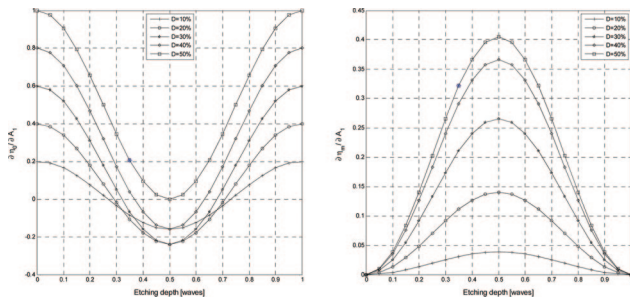 ∂ η₀/ ∂ A₁
1
0.8
0.6
0.4
0.2
0
-0.2
-0.4
0 0.1 0.2 0.3 0.4 0.5 0.6 0.7 0.8 0.9 1
Etching depth [waves]
D=10%
D=20%
D=30%
D=40%
D=50%
∂ ηₘ/ ∂ A₁
0.45
0.4
0.35
0.3
0.25
0.2
0.15
0.1
0.05
0
0 0.1 0.2 0.3 0.4 0.5 0.6 0.7 0.8 0.9
Etching depth [waves]
D=10%
D=20%
D=30%
D=40%
D=50%